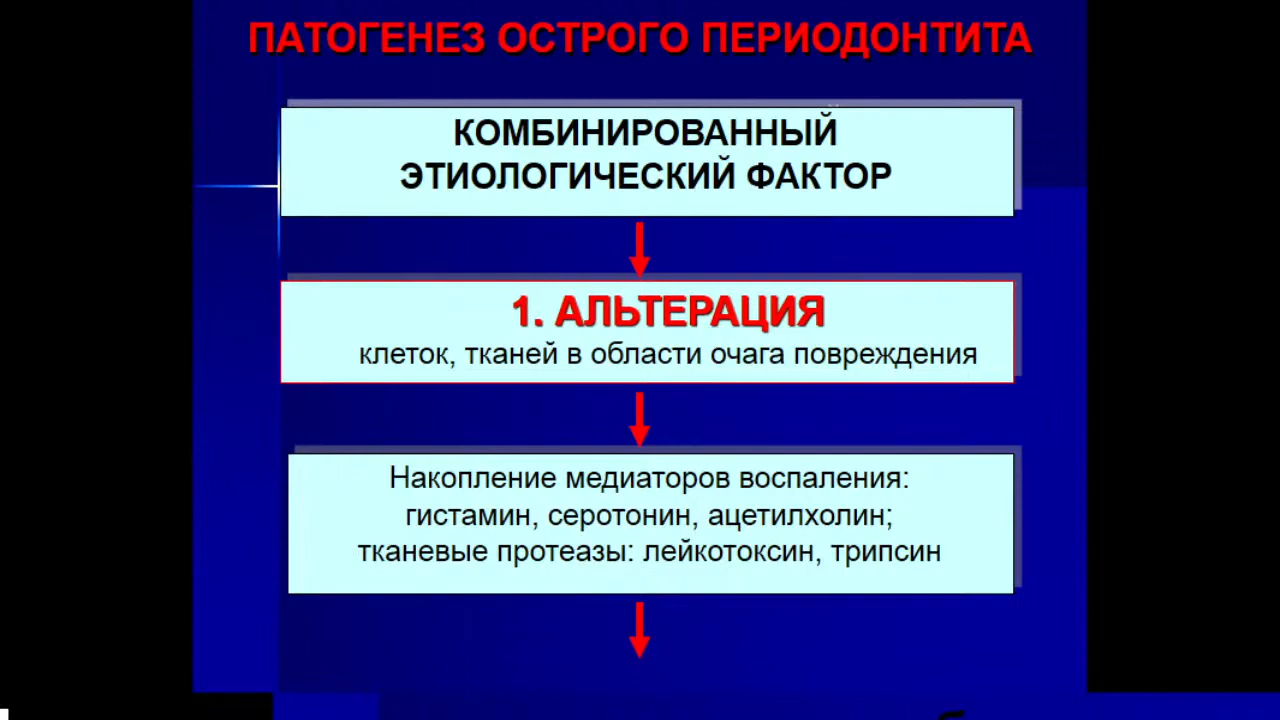 ПАТОГЕНЕЗ ОСТРОГО ПЕРИОДОНТИТА
КОМБИНИРОВАННЫЙ
ЭТИОЛОГИЧЕСКИЙ ФАКТОР
1. АЛЬТЕРАЦИЯ
клеток, тканей в области очага повреждения
Накопление медиаторов воспаления:
гистамин, серотонин, ацетилхолин;
тканевые протеазы: лейкотоксин, трипсин